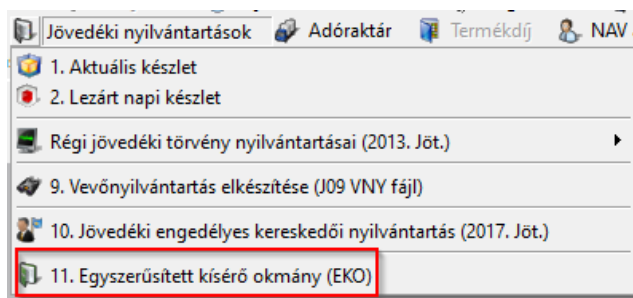 Jövedéki nyilvántartások Adóraktár Termékdíj NAV
1. Aktuális készlet
2. Lezárt napi készlet
Régi jövedéki törvény nyilvántartásai (2013. Jöt.)
9. Vevőnyilvántartás elkészítése (J09 VNY fájl)
10. Jövedéki engedélyes kereskedői nyilvántartás (2017. Jöt.)
11. Egyszerűsített kísérő okmány (EKO)